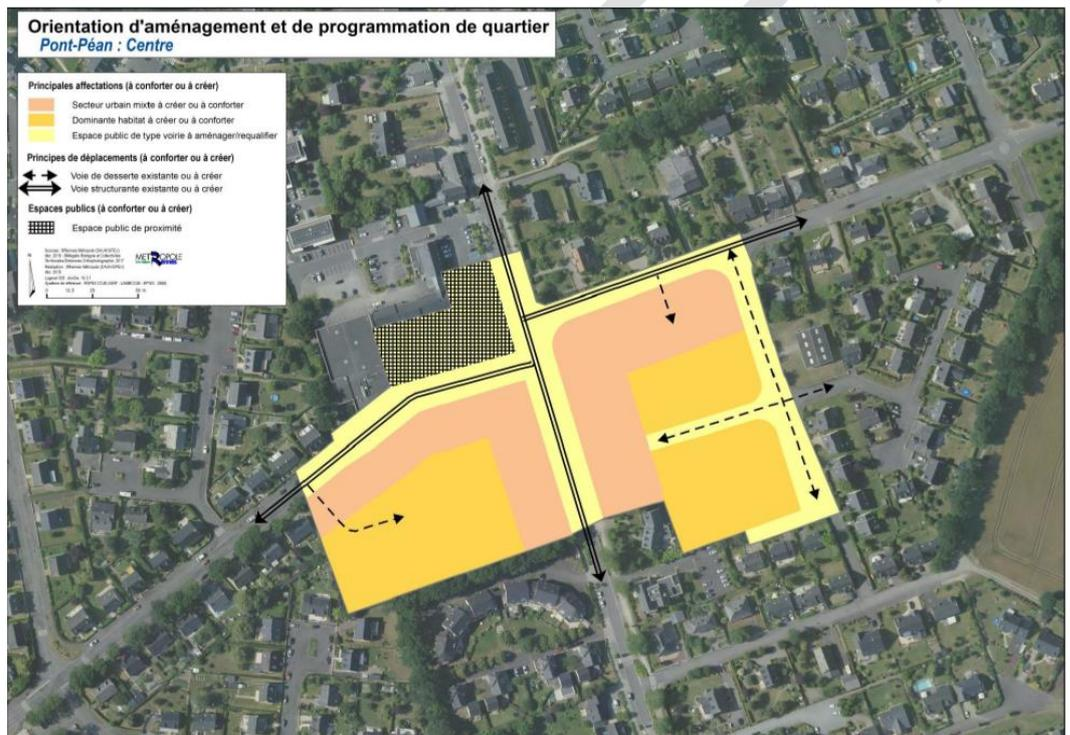 Orientation d'aménagement et de programmation de quartier
Pont-Péan : Centre
Principales affectations (à conforter ou à créer)
Secteur urbain mixte à créer ou à conforter
Dominante habitat à créer ou à conforter
Espace public de type voirie à aménager/requalifier
Principes de déplacements (à conforter ou à créer)
Voie de desserte existante ou à créer
Voie structurante existante ou à créer
Espaces publics (à conforter ou à créer)
Espace public de proximité
N
METROPOLE